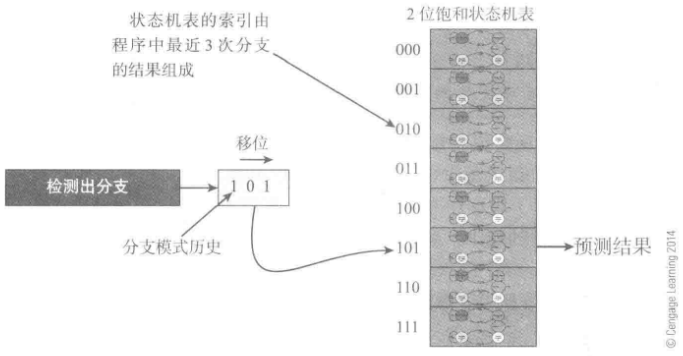 状态机表的索引由
程序中最近3次分支
的结果组成
2位饱和状态机表
000
001
010
011
100
101
110
111
移位
检测出分支
1 0 1
分支模式历史
预测结果
© Cengage Learning 2014